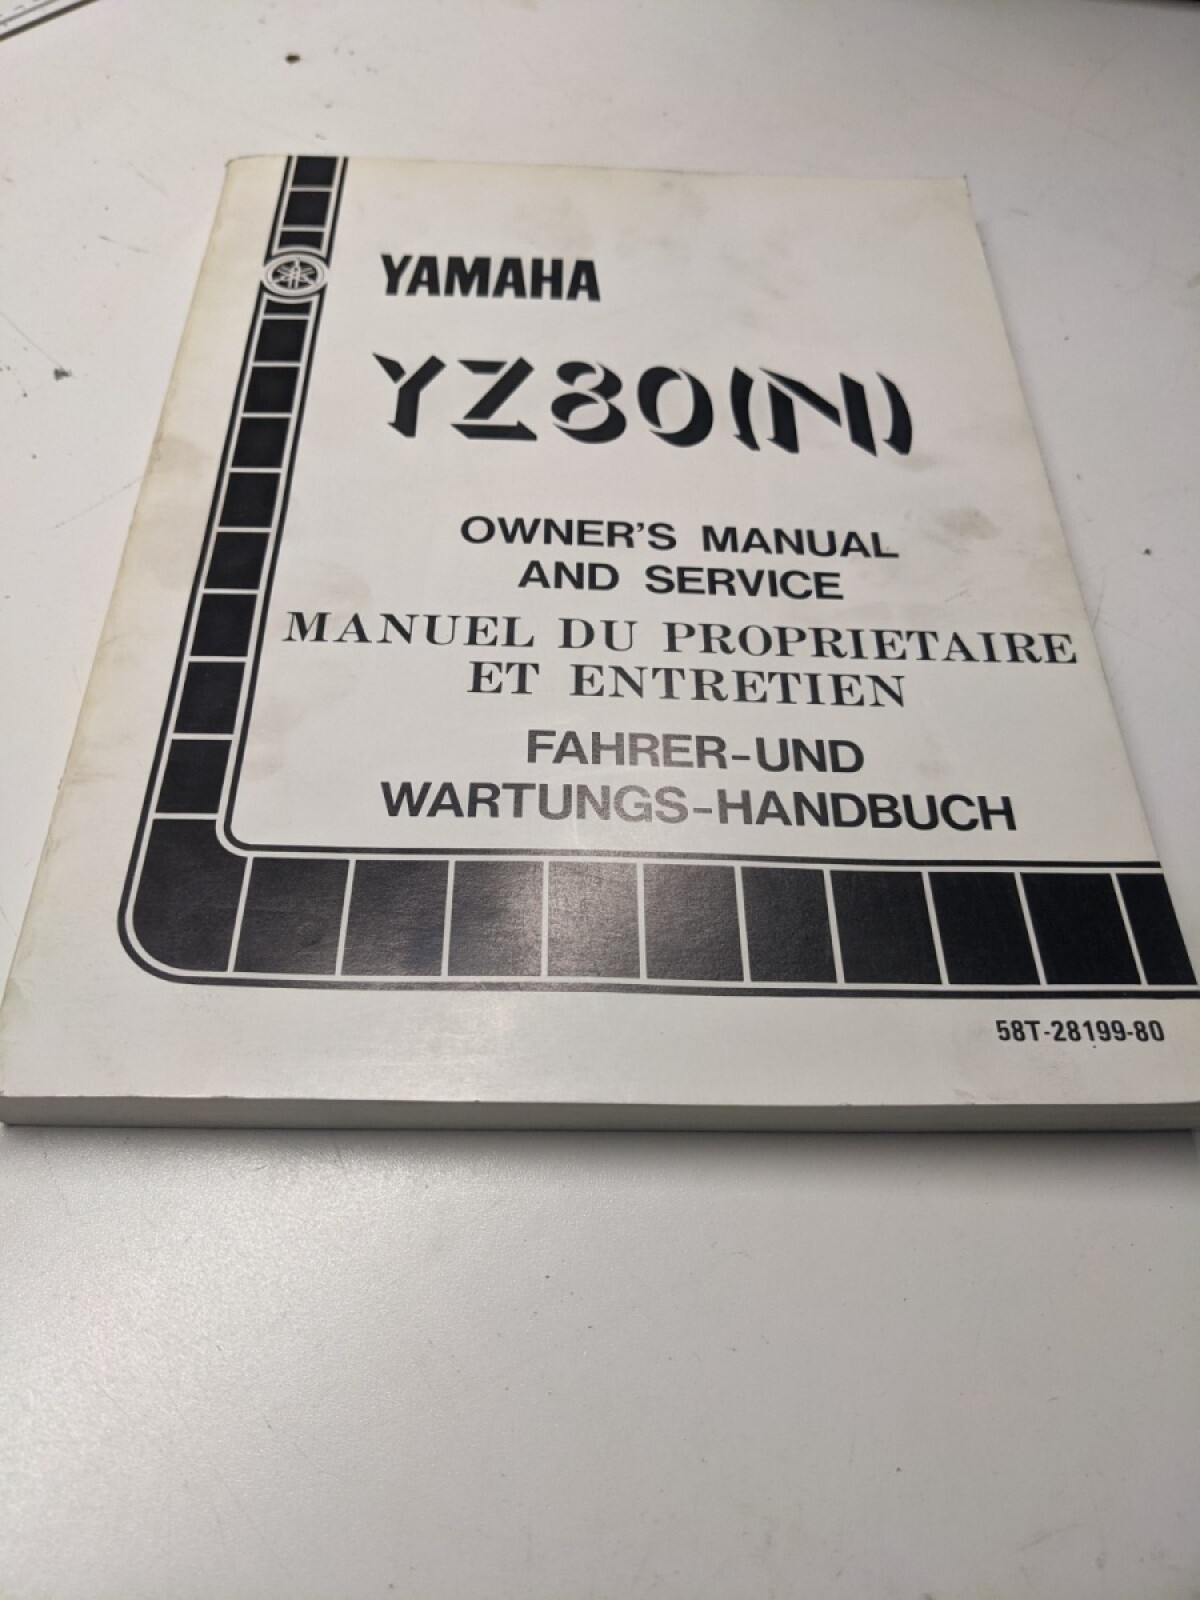 YAMAHA
YZ80(N)
OWNER'S MANUAL
AND SERVICE
MANUEL DU PROPRIETAIRE
ET ENTRETIEN
FAHRER-UND
WARTUNGS-HANDBUCH
58T-28199-80